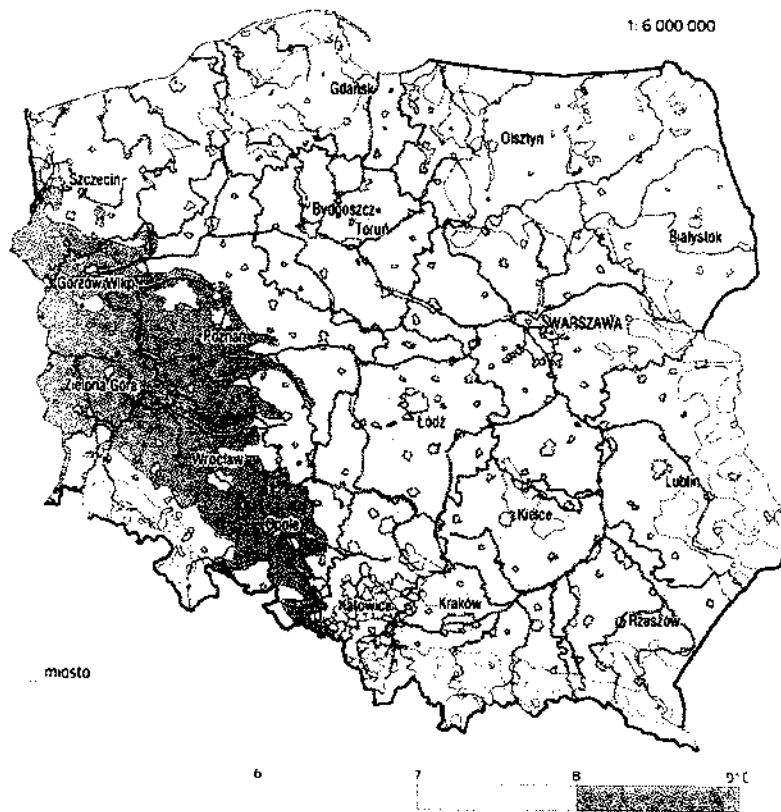 1: 6 000 000
Gdańsk
Olsztyn
Szczecin
Bydgoszcz
Toruń
Białystok
Gorzów Wlkp.
WARSZAWA
Poznań
Zielona Góra
Łódź
Wrocław
Lublin
Opole
Kielce
Katowice
Kraków
Rzeszów
miasto
6 7 8 9°C